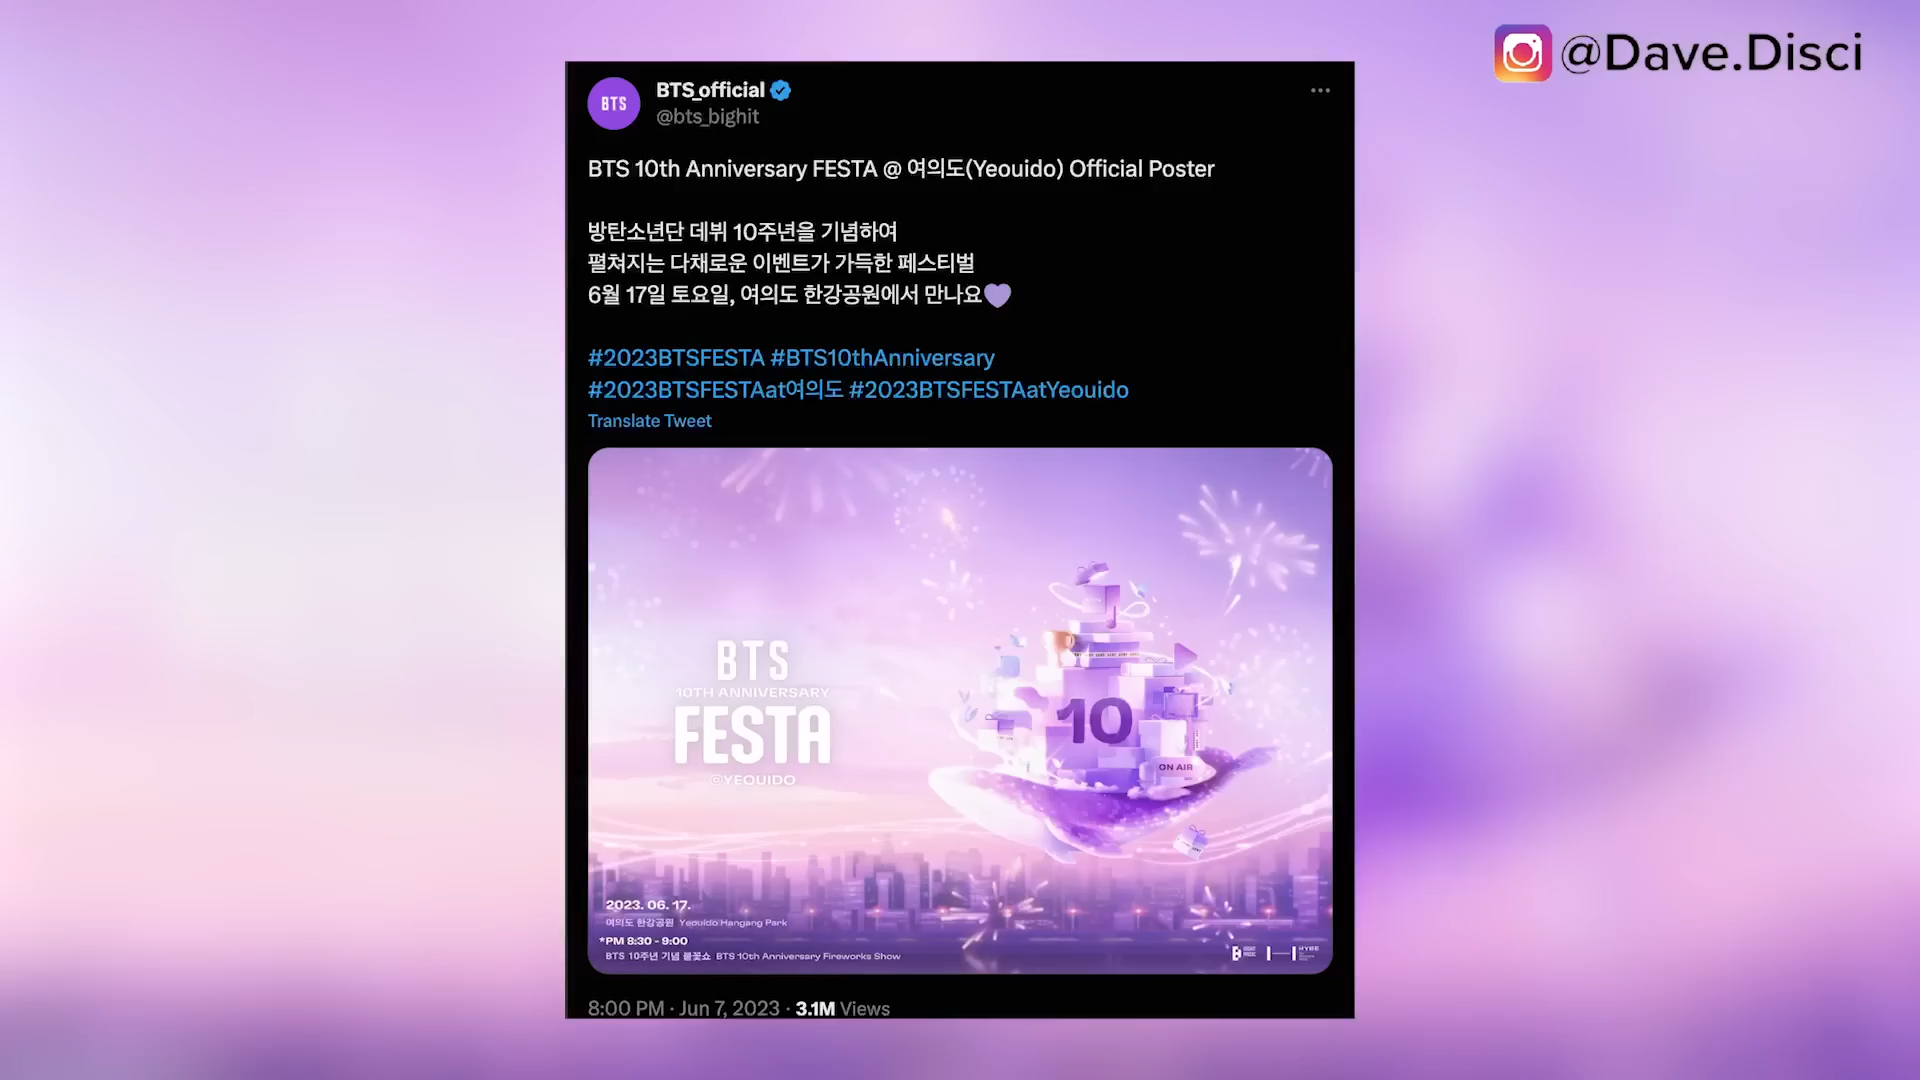 @Dave.Disci
BTS
BTS_official
@bts_bighit
BTS 10th Anniversary FESTA @ 여의도(Yeouido) Official Poster
방탄소년단 데뷔 10주년을 기념하여
펼쳐지는 다채로운 이벤트가 가득한 페스티벌
6월 17일 토요일, 여의도 한강공원에서 만나요💜
#2023BTSFESTA #BTS10thAnniversary
#2023BTSFESTAat여의도 #2023BTSFESTAatYeouido
Translate Tweet
BTS
10TH ANNIVERSARY
FESTA
@YEOUIDO
10
ON AIR
2023. 06. 17.
여의도 한강공원 Yeouido Hangang Park
*PM 8:30 - 9:00
BTS 10주년 기념 불꽃쇼 BTS 10th Anniversary Fireworks Show
HYBE
8:00 PM · Jun 7, 2023 · 3.1M Views